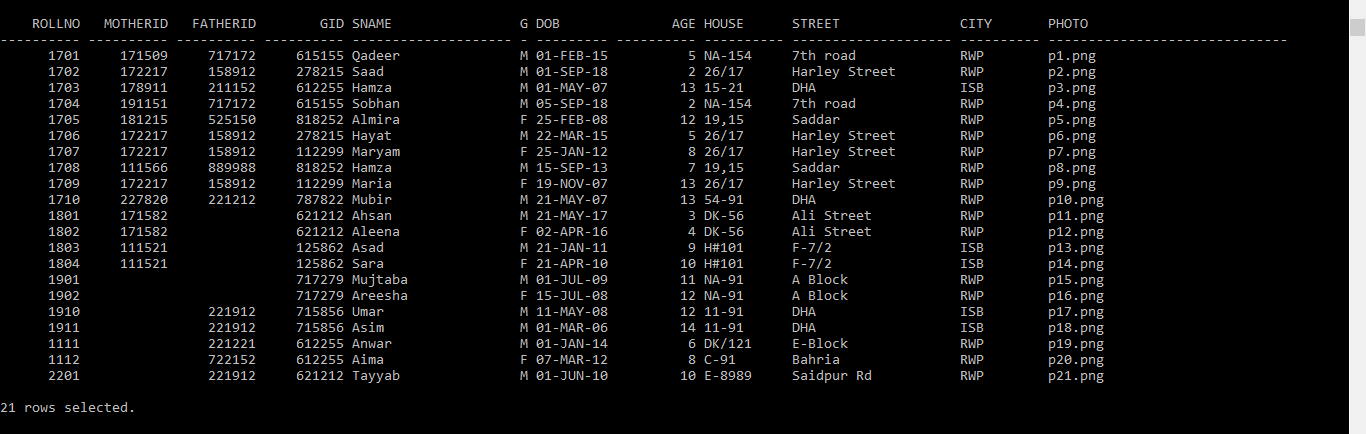 ROLLNO MOTHERID FATHERID GID SNAME G DOB AGE HOUSE STREET CITY PHOTO
---------- ---------- ---------- ---------- -------------------- - --------- ---------- ---------- -------------------- ---------- ------------------------------
1701 171509 717172 615155 Qadeer M 01-FEB-15 5 NA-154 7th road RWP p1.png
1702 172217 158912 278215 Saad M 01-SEP-18 2 26/17 Harley Street RWP p2.png
1703 178911 211152 612255 Hamza M 01-MAY-07 13 15-21 DHA ISB p3.png
1704 191151 717172 615155 Sobhan M 05-SEP-18 2 NA-154 7th road RWP p4.png
1705 181215 525150 818252 Almira F 25-FEB-08 12 19,15 Saddar RWP p5.png
1706 172217 158912 278215 Hayat M 22-MAR-15 5 26/17 Harley Street RWP p6.png
1707 172217 158912 112299 Maryam F 25-JAN-12 8 26/17 Harley Street RWP p7.png
1708 111566 889988 818252 Hamza M 15-SEP-13 7 19,15 Saddar RWP p8.png
1709 172217 158912 112299 Maria F 19-NOV-07 13 26/17 Harley Street RWP p9.png
1710 227820 221212 787822 Mubir M 21-MAY-07 13 54-91 DHA RWP p10.png
1801 171582 621212 Ahsan M 21-MAY-17 3 DK-56 Ali Street RWP p11.png
1802 171582 621212 Aleena F 02-APR-16 4 DK-56 Ali Street RWP p12.png
1803 111521 125862 Asad M 21-JAN-11 9 H#101 F-7/2 ISB p13.png
1804 111521 125862 Sara F 21-APR-10 10 H#101 F-7/2 ISB p14.png
1901 717279 Mujtaba M 01-JUL-09 11 NA-91 A Block RWP p15.png
1902 717279 Areesha F 15-JUL-08 12 NA-91 A Block RWP p16.png
1910 221912 715856 Umar M 11-MAY-08 12 11-91 DHA ISB p17.png
1911 221912 715856 Asim M 01-MAR-06 14 11-91 DHA ISB p18.png
1111 221221 612255 Anwar M 01-JAN-14 6 DK/121 E-Block RWP p19.png
1112 722152 612255 Aima F 07-MAR-12 8 C-91 Bahria RWP p20.png
2201 221912 621212 Tayyab M 01-JUN-10 10 E-8989 Saidpur Rd RWP p21.png
21 rows selected.